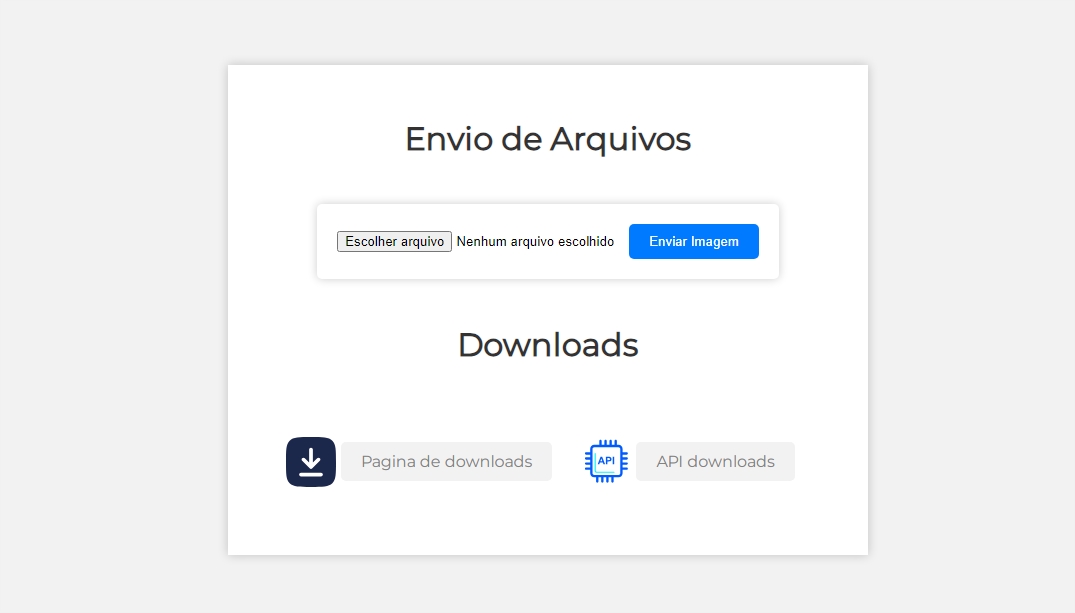 Envio de Arquivos
Escolher arquivo Nenhum arquivo escolhido Enviar Imagem
Downloads
Pagina de downloads API API downloads